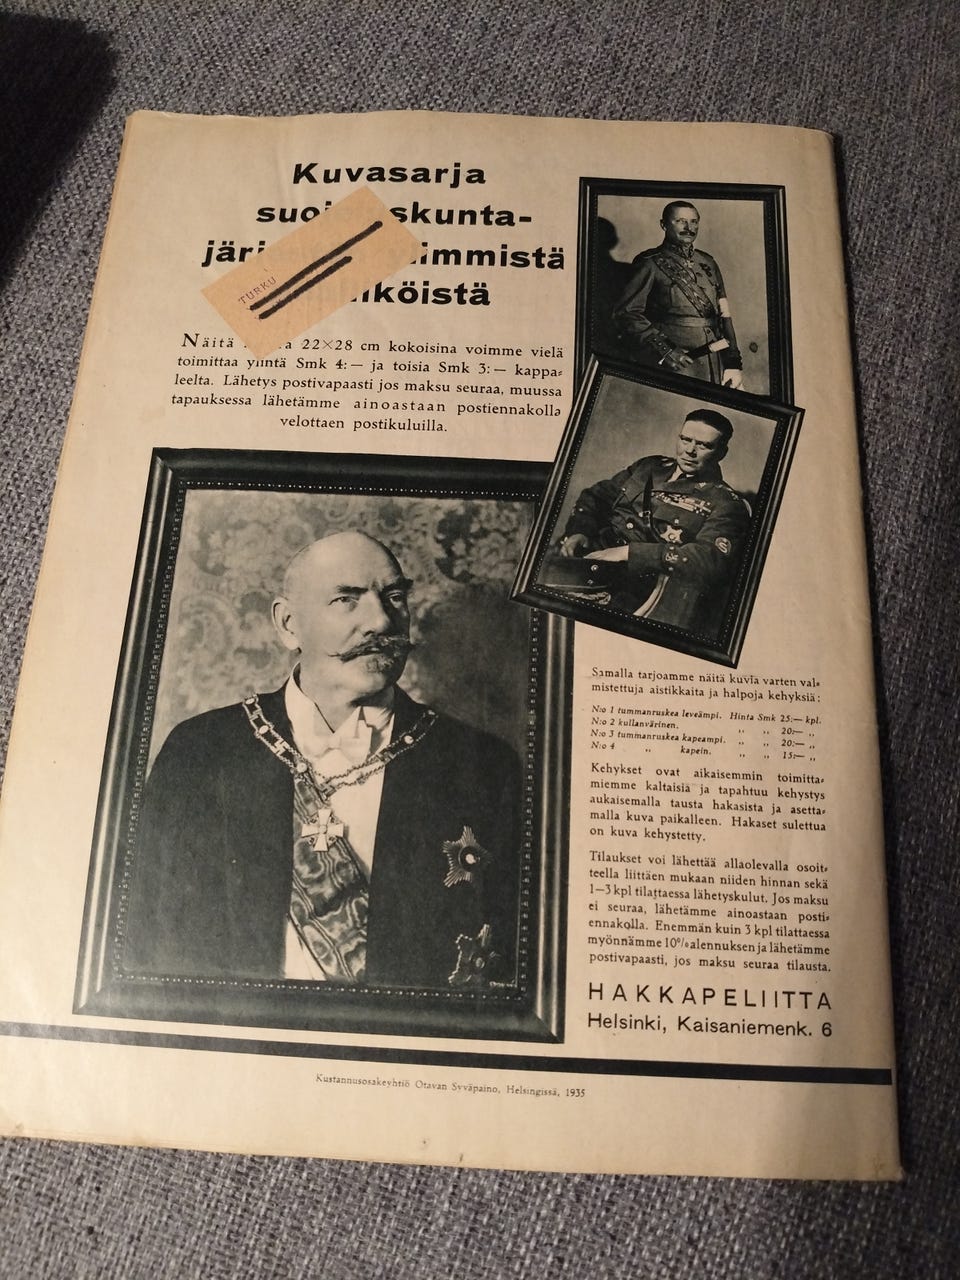 Kuvasarja
skunta-
immistä
köistä
TURKU
Näitä 22×28 cm kokoisina voimme vielä
toimittaa ylintä Smk 4:— ja toisia Smk 3:— kappa-
leelta. Lähetys postivapaasti jos maksu seuraa, muussa
tapauksessa lähetämme ainoastaan postiennakolla
velottaen postikuluilla.
Samalla tarjoamme näitä kuvia varten val-
mistettuja aistikkaita ja halpoja kehyksiä:
N:o 1 tummanruskea leveämpi. Hinta Smk 25:— kpl.
N:o 2 kullanvärinen. „ „ 20:— „
N:o 3 tummanruskea kapeampi. „ „ 20:— „
N:o 4 „ kapein. „ „ 15:— „
Kehykset ovat aikaisemmin toimitta-
miemme kaltaisia ja tapahtuu kehystys
aukaisemalla tausta hakasista ja asetta-
malla kuva paikalleen. Hakaset sulettua
on kuva kehystetty.
Tilaukset voi lähettää allaolevalla osoit-
teella liittäen mukaan niiden hinnan sekä
1—3 kpl tilattaessa lähetyskulut. Jos maksu
ei seuraa, lähetämme ainoastaan posti-
ennakolla. Enemmän kuin 3 kpl tilattaessa
myönnämme 10% alennuksen ja lähetämme
postivapaasti, jos maksu seuraa tilausta.
HAKKAPELIITTA
Helsinki, Kaisaniemenk. 6
Kustannusosakeyhtiö Otavan Syväpaino, Helsingissä, 1935